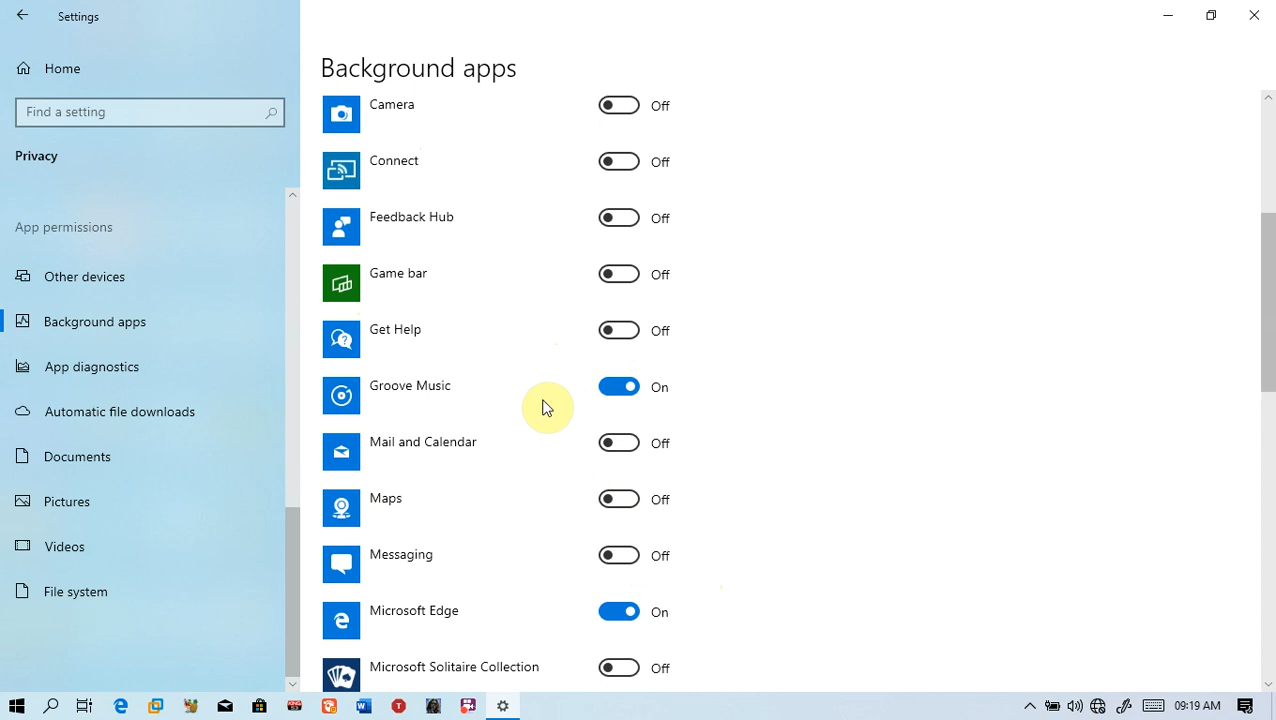 Settings
Home
Find a setting
Privacy
App permissions
Other devices
Background apps
App diagnostics
Automatic file downloads
Documents
Pictures
Videos
File system
Background apps
Camera Off
Connect Off
Feedback Hub Off
Game bar Off
Get Help Off
Groove Music On
Mail and Calendar Off
Maps Off
Messaging Off
Microsoft Edge On
Microsoft Solitaire Collection Off
09:19 AM